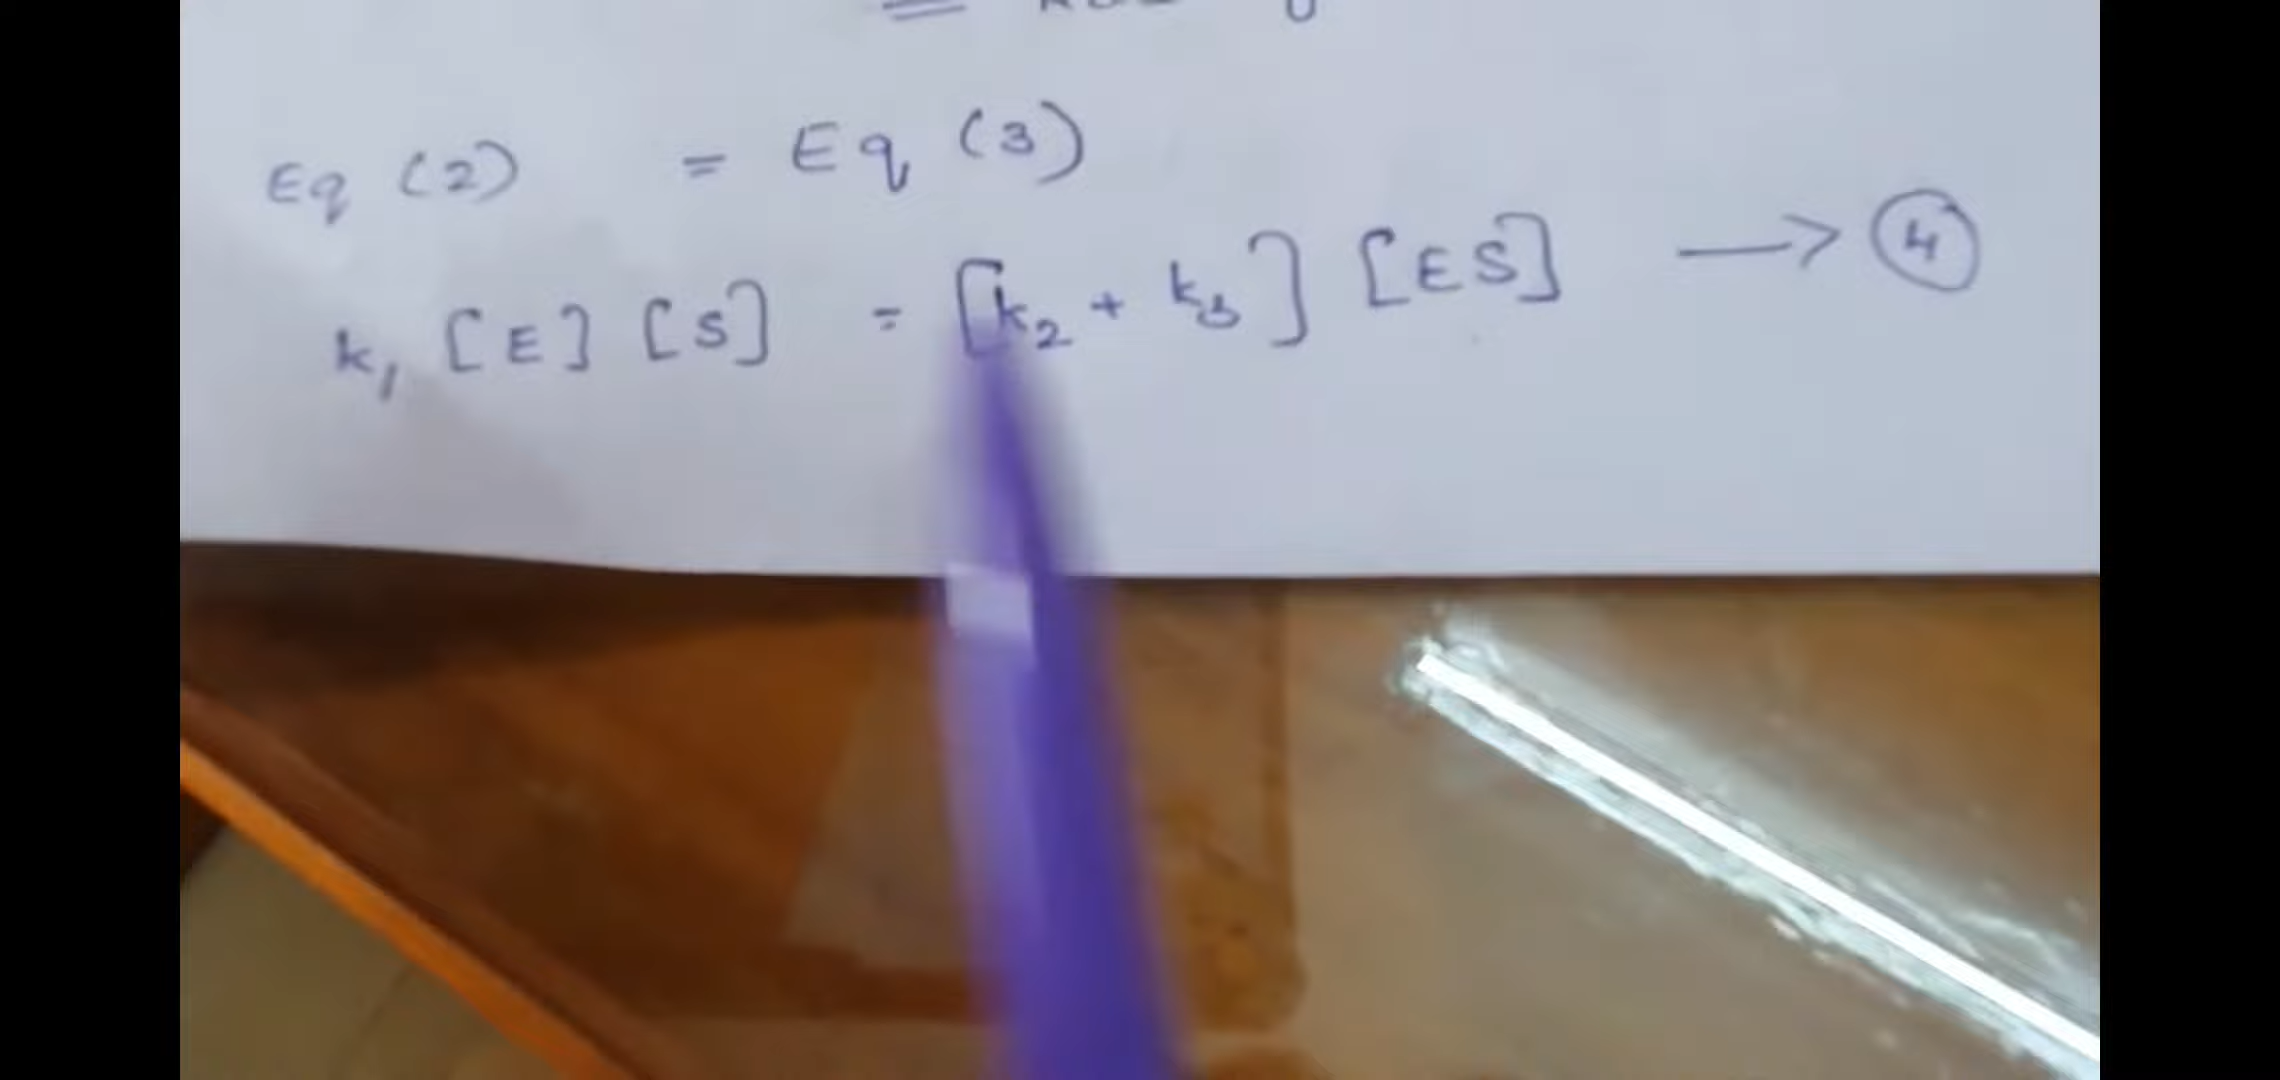 Eq (2) = Eq (3)
k₁ [E] [S] = [k₂ + k₃] [ES] → ④